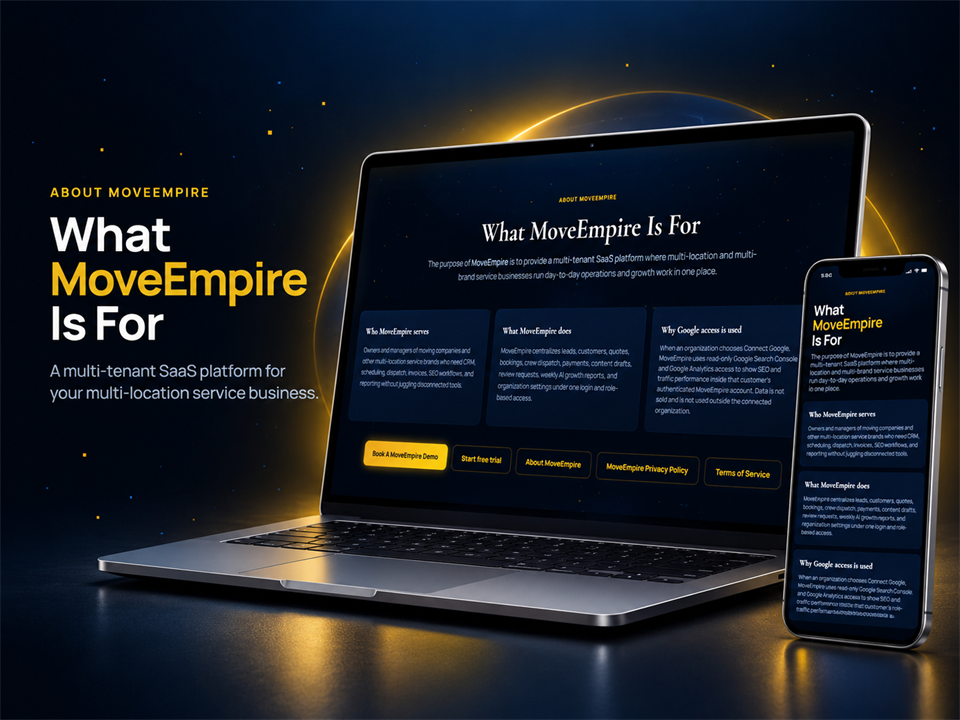 ABOUT MOVEEMPIRE
What
MoveEmpire
Is For
A multi-tenant SaaS platform for
your multi-location service business.
ABOUT MOVEEMPIRE
What MoveEmpire Is For
The purpose of MoveEmpire is to provide a multi-tenant SaaS platform where multi-location and multi-
brand service businesses run day-to-day operations and growth work in one place.
Who MoveEmpire serves
Owners and managers of moving companies and
other multi-location service brands who need CRM,
scheduling, dispatch, invoices, SEO workflows, and
reporting without juggling disconnected tools.
What MoveEmpire does
MoveEmpire centralizes leads, customers, quotes,
bookings, crew dispatch, payments, content drafts,
review requests, weekly AI growth reports, and
organization settings under one login and role-
based access.
Why Google access is used
When an organization chooses Connect Google,
MoveEmpire uses read-only Google Search Console
and Google Analytics access to show SEO and
traffic performance inside that customer's
authenticated MoveEmpire account. Data is not
sold and is not used outside the connected
organization.
Book A MoveEmpire Demo
Start free trial
About MoveEmpire
MoveEmpire Privacy Policy
Terms of Service
ABOUT MOVEEMPIRE
What
MoveEmpire
Is For
The purpose of MoveEmpire is to provide a
multi-tenant SaaS platform where multi-
location and multi-brand service businesses
run day-to-day operations and growth work
in one place.
Who MoveEmpire serves
Owners and managers of moving companies and
other multi-location service brands who need CRM,
scheduling, dispatch, invoices, SEO workflows, and
reporting without juggling disconnected tools.
What MoveEmpire does
MoveEmpire centralizes leads, customers, quotes,
bookings, crew dispatch, payments, content drafts,
review requests, weekly AI growth reports, and
organization settings under one login and role-
based access.
Why Google access is used
When an organization chooses Connect Google,
MoveEmpire uses read-only Google Search Console
and Google Analytics access to show SEO and
traffic performance inside that customer's role-
traffic